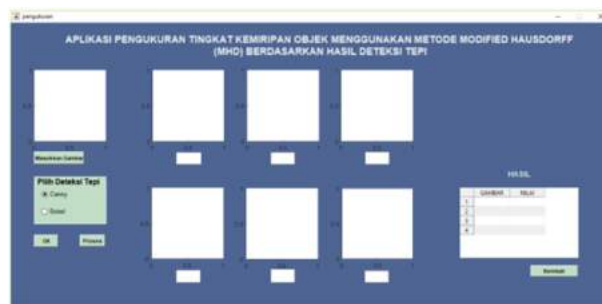 pengukuran
APLIKASI PENGUKURAN TINGKAT KEMIRIPAN OBJEK MENGGUNAKAN METODE MODIFIED HAUSDORFF
(MHD) BERDASARKAN HASIL DETEKSI TEPI
Masukkan Gambar
Pilih Deteksi Tepi
Canny
Sobel
OK
Proses
HASIL
GAMBAR NILAI
1
2
3
4
Kembali